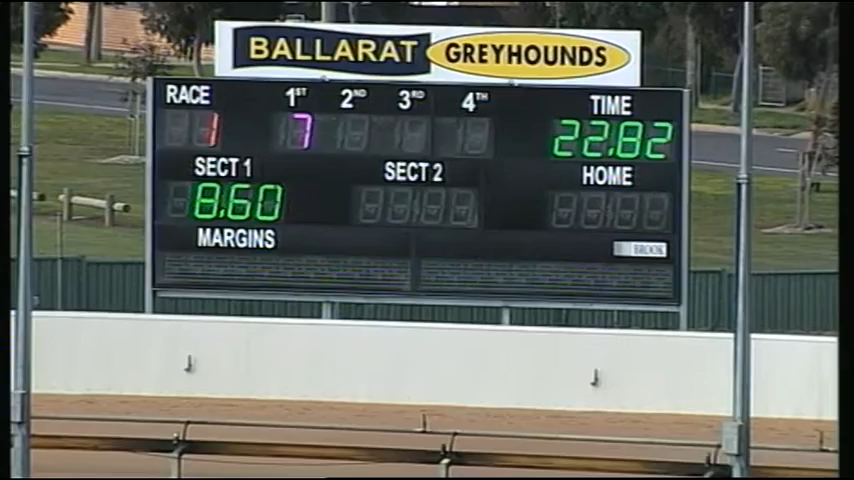 BALLARAT GREYHOUNDS
RACE 1ST 2ND 3RD 4TH TIME
1 7 22.82
SECT 1 SECT 2 HOME
8.60
MARGINS
BROOK